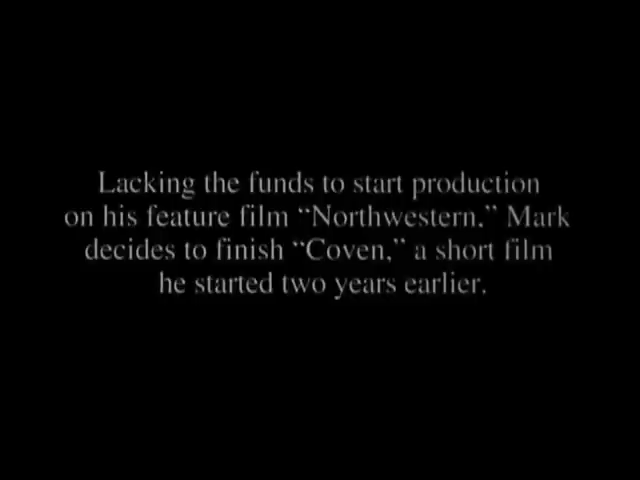 Lacking the funds to start production
on his feature film “Northwestern,” Mark
decides to finish “Coven,” a short film
he started two years earlier.